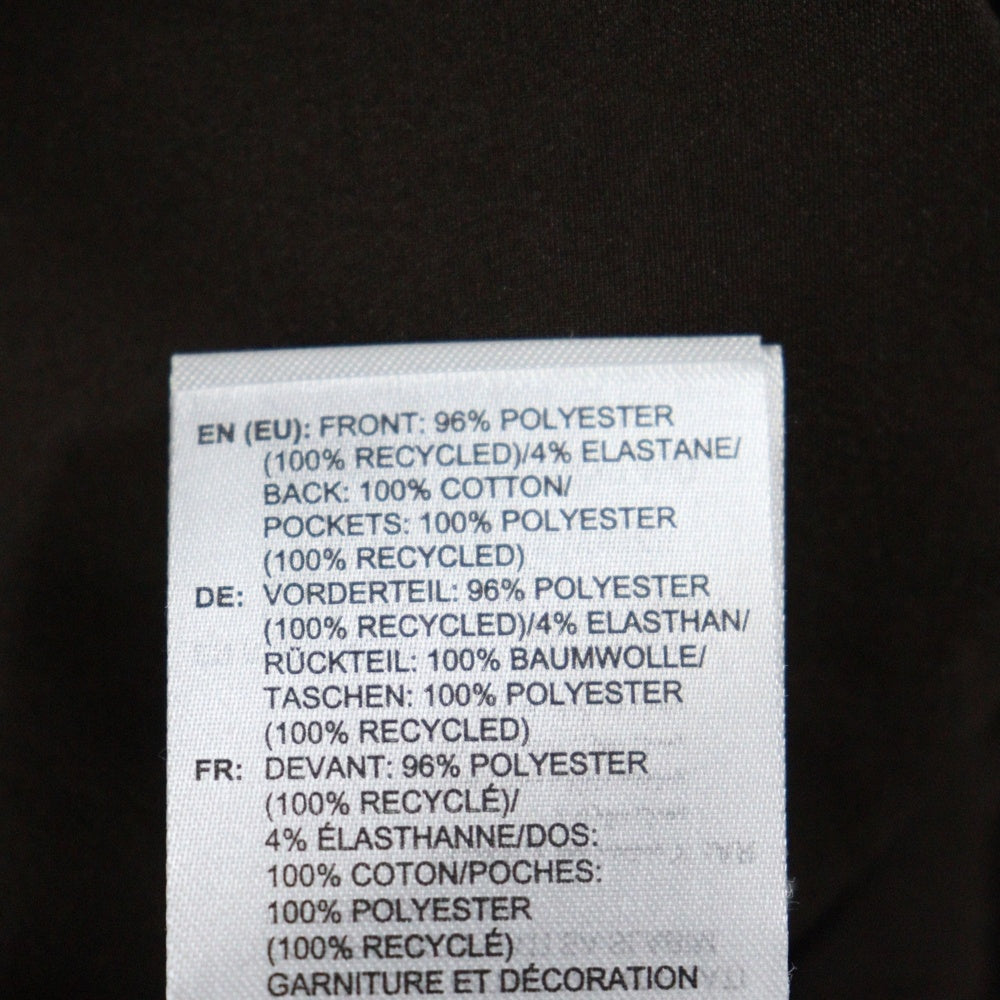 EN (EU): FRONT: 96% POLYESTER
(100% RECYCLED)/4% ELASTANE/
BACK: 100% COTTON/
POCKETS: 100% POLYESTER
(100% RECYCLED)
DE: VORDERTEIL: 96% POLYESTER
(100% RECYCLED)/4% ELASTHAN/
RÜCKTEIL: 100% BAUMWOLLE/
TASCHEN: 100% POLYESTER
(100% RECYCLED)
FR: DEVANT: 96% POLYESTER
(100% RECYCLÉ)/
4% ÉLASTHANNE/DOS:
100% COTON/POCHES:
100% POLYESTER
(100% RECYCLÉ)
GARNITURE ET DÉCORATION